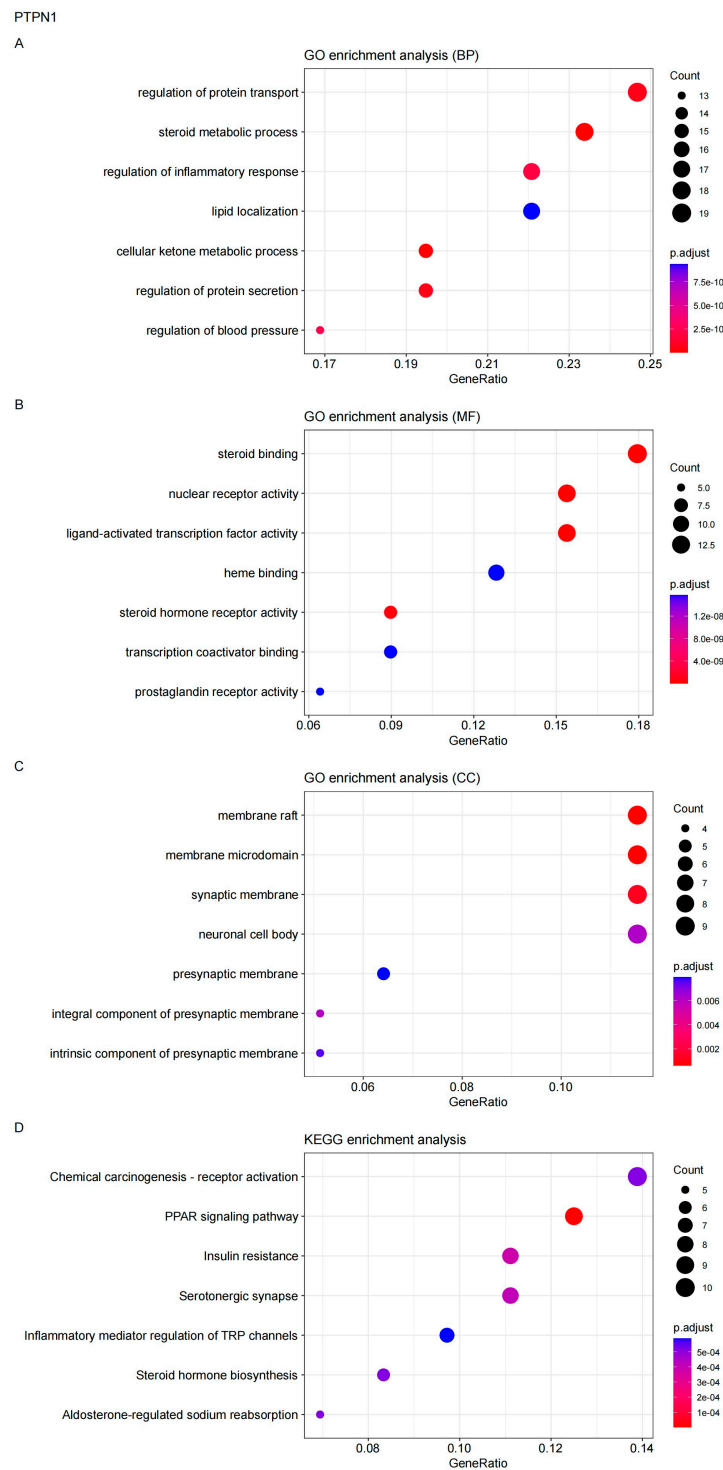 PTPN1
A
GO enrichment analysis (BP)
regulation of protein transport
steroid metabolic process
regulation of inflammatory response
lipid localization
cellular ketone metabolic process
regulation of protein secretion
regulation of blood pressure
0.17 0.19 0.21 0.23 0.25
GeneRatio
Count
13
14
15
16
17
18
19
p.adjust
7.5e-10
5.0e-10
2.5e-10
B
GO enrichment analysis (MF)
steroid binding
nuclear receptor activity
ligand-activated transcription factor activity
heme binding
steroid hormone receptor activity
transcription coactivator binding
prostaglandin receptor activity
0.06 0.09 0.12 0.15 0.18
GeneRatio
Count
5.0
7.5
10.0
12.5
p.adjust
1.2e-08
8.0e-09
4.0e-09
C
GO enrichment analysis (CC)
membrane raft
membrane microdomain
synaptic membrane
neuronal cell body
presynaptic membrane
integral component of presynaptic membrane
intrinsic component of presynaptic membrane
0.06 0.08 0.10
GeneRatio
Count
4
5
6
7
8
9
p.adjust
0.006
0.004
0.002
D
KEGG enrichment analysis
Chemical carcinogenesis - receptor activation
PPAR signaling pathway
Insulin resistance
Serotonergic synapse
Inflammatory mediator regulation of TRP channels
Steroid hormone biosynthesis
Aldosterone-regulated sodium reabsorption
0.08 0.10 0.12 0.14
GeneRatio
Count
5
6
7
8
9
10
p.adjust
5e-04
4e-04
3e-04
2e-04
1e-04